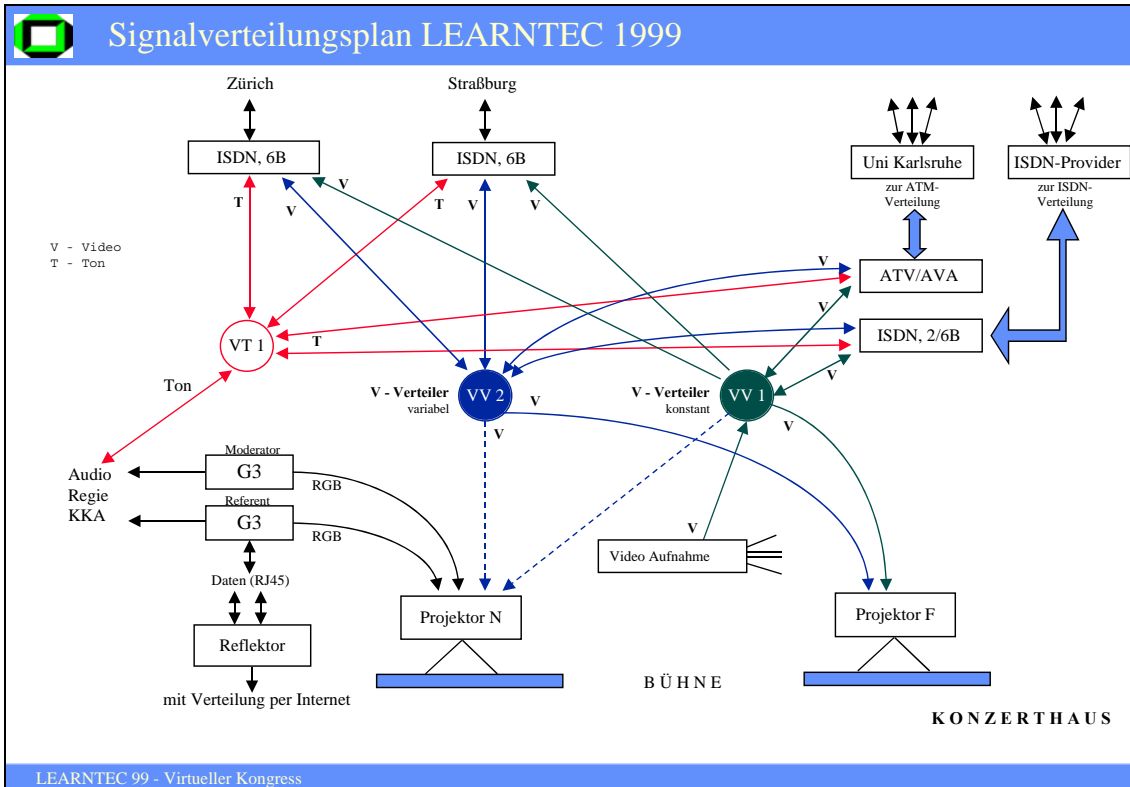 Signalverteilungsplan LEARNTEC 1999
Zürich
Straßburg
ISDN, 6B
ISDN, 6B
Uni Karlsruhe
ISDN-Provider
zur ATM-
Verteilung
zur ISDN-
Verteilung
V
V
T
V
T
V
V
V - Video
T - Ton
V
ATV/AVA
V
VT 1
T
ISDN, 2/6B
V
Ton
V - Verteiler
variabel
VV 2
V
V
V - Verteiler
konstant
VV 1
V
Audio
Regie
KKA
Moderator
G3
RGB
Referent
G3
RGB
V
Video Aufnahme
Daten (RJ45)
Reflektor
mit Verteilung per Internet
Projektor N
Projektor F
BÜHNE
KONZERTHAUS
LEARNTEC 99 - Virtueller Kongress